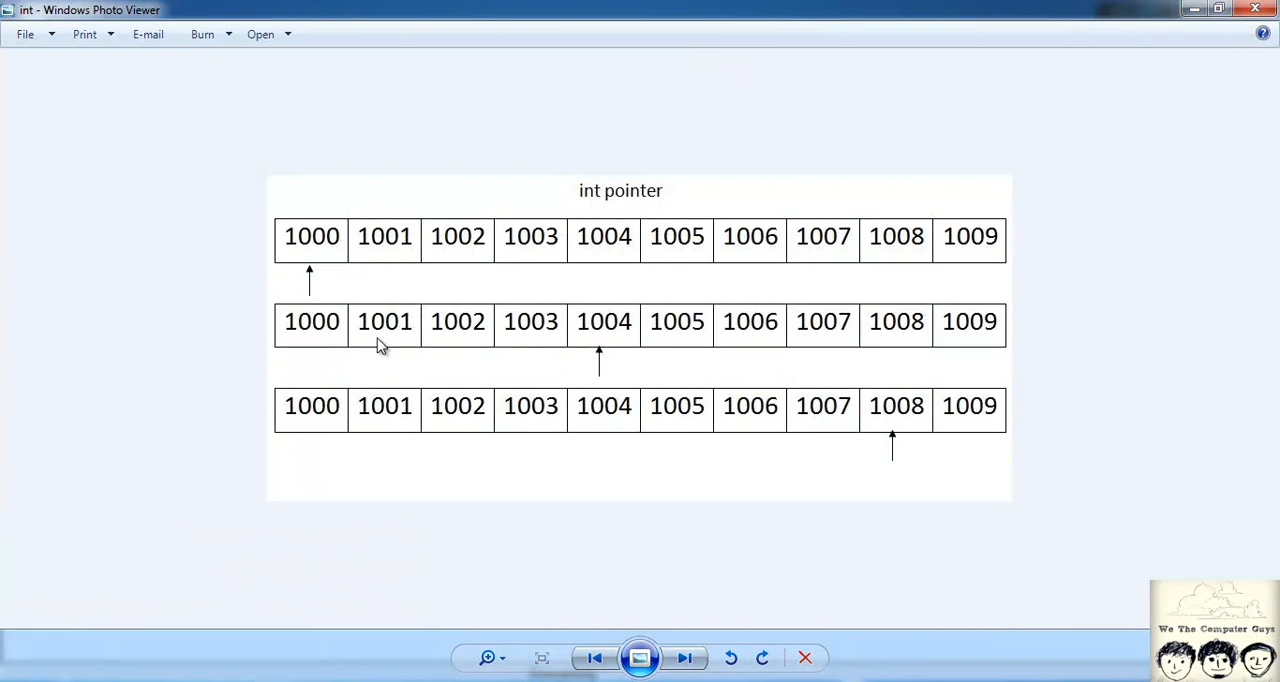 int - Windows Photo Viewer
File Print E-mail Burn Open
int pointer
1000 1001 1002 1003 1004 1005 1006 1007 1008 1009
1000 1001 1002 1003 1004 1005 1006 1007 1008 1009
1000 1001 1002 1003 1004 1005 1006 1007 1008 1009
We The Computer Guys